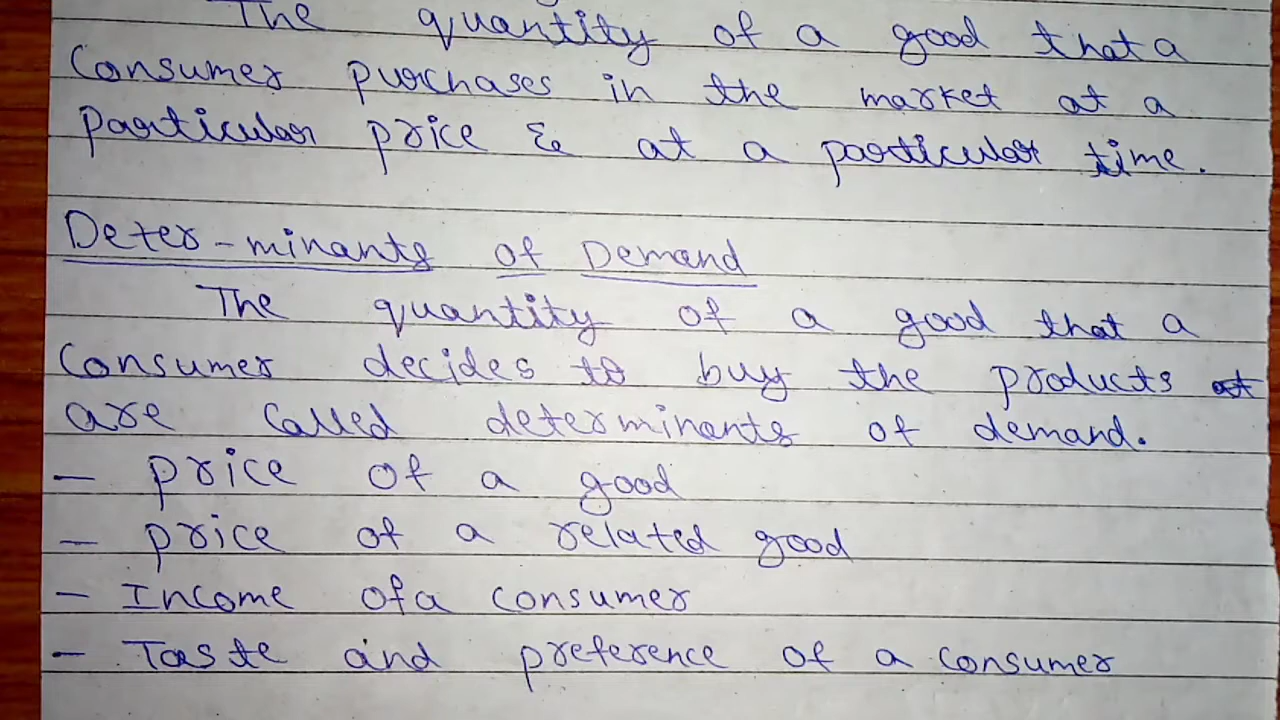 The quantity of a good that a
Consumer purchases in the market at a
particular price & at a particular time.
Deter-minants of Demand
The quantity of a good that a
Consumer decides to buy the products
are called determinants of demand.
- price of a good
- price of a related good
- Income of a consumer
- Taste and preference of a consumer